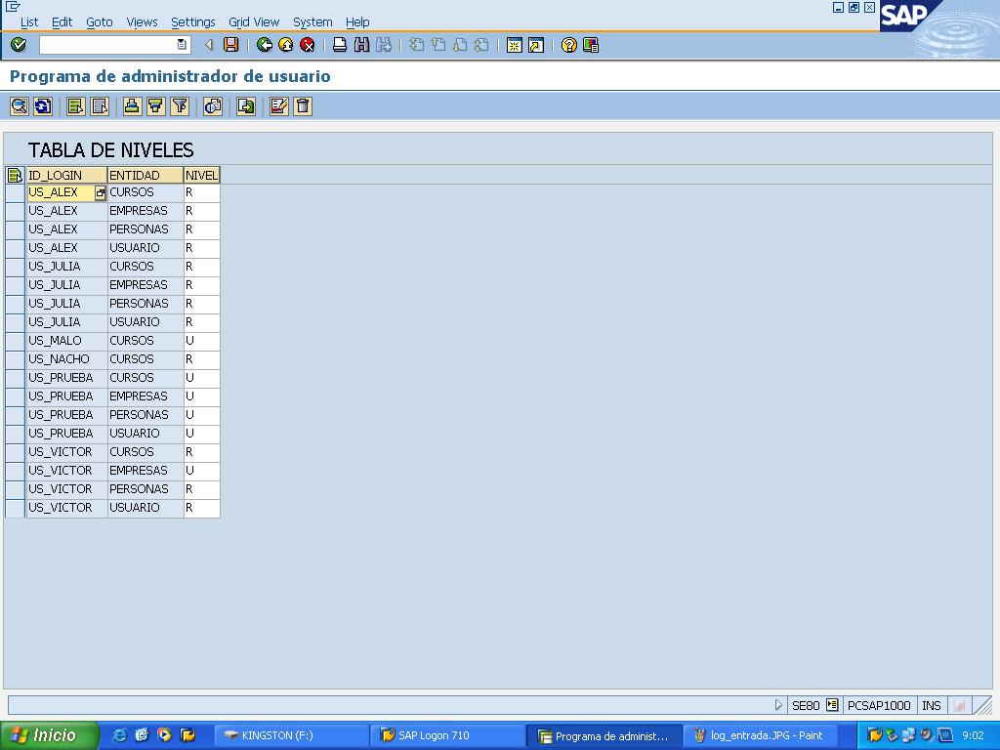 List Edit Goto Views Settings Grid View System Help
SAP
Programa de administrador de usuario
TABLA DE NIVELES
ID_LOGIN ENTIDAD NIVEL
US_ALEX CURSOS R
US_ALEX EMPRESAS R
US_ALEX PERSONAS R
US_ALEX USUARIO R
US_JULIA CURSOS R
US_JULIA EMPRESAS R
US_JULIA PERSONAS R
US_JULIA USUARIO R
US_MALO CURSOS U
US_NACHO CURSOS R
US_PRUEBA CURSOS U
US_PRUEBA EMPRESAS U
US_PRUEBA PERSONAS U
US_PRUEBA USUARIO U
US_VICTOR CURSOS R
US_VICTOR EMPRESAS U
US_VICTOR PERSONAS R
US_VICTOR USUARIO R
SE80 PCSAP1000 INS
Inicio KINGSTON (F:) SAP Logon 710 Programa de administ... log_entrada.JPG - Paint 9:02